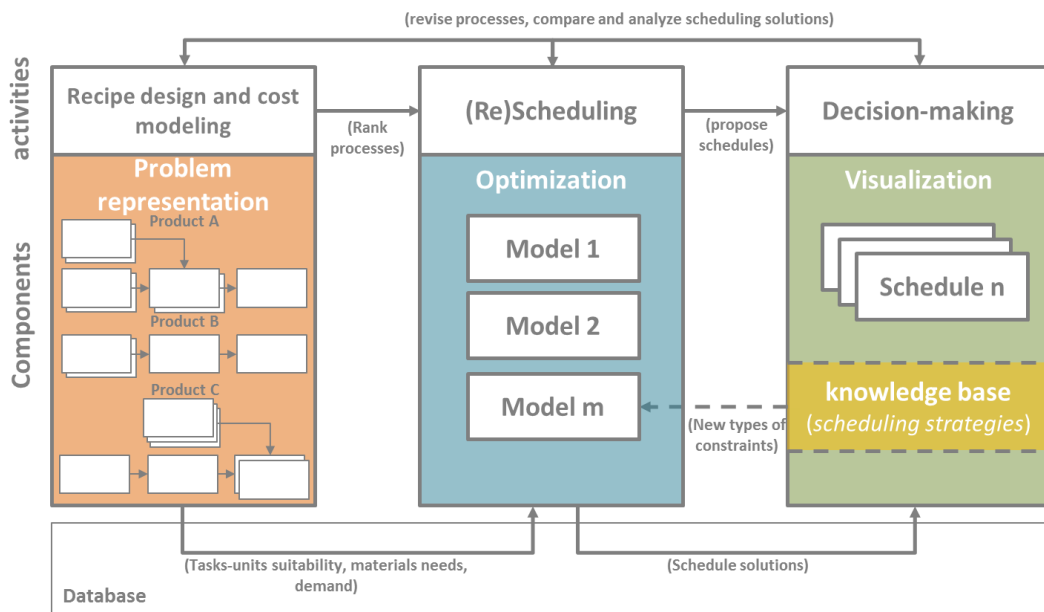 (revise processes, compare and analyze scheduling solutions)
activities
Recipe design and cost
modeling
(Rank
processes)
(Re)Scheduling
(propose
schedules)
Decision-making
Components
Problem
representation
Product A
Product B
Product C
Optimization
Model 1
Model 2
Model m
Visualization
Schedule n
knowledge base
(scheduling strategies)
(New types of
constraints)
(Tasks-units suitability, materials needs,
demand)
(Schedule solutions)
Database